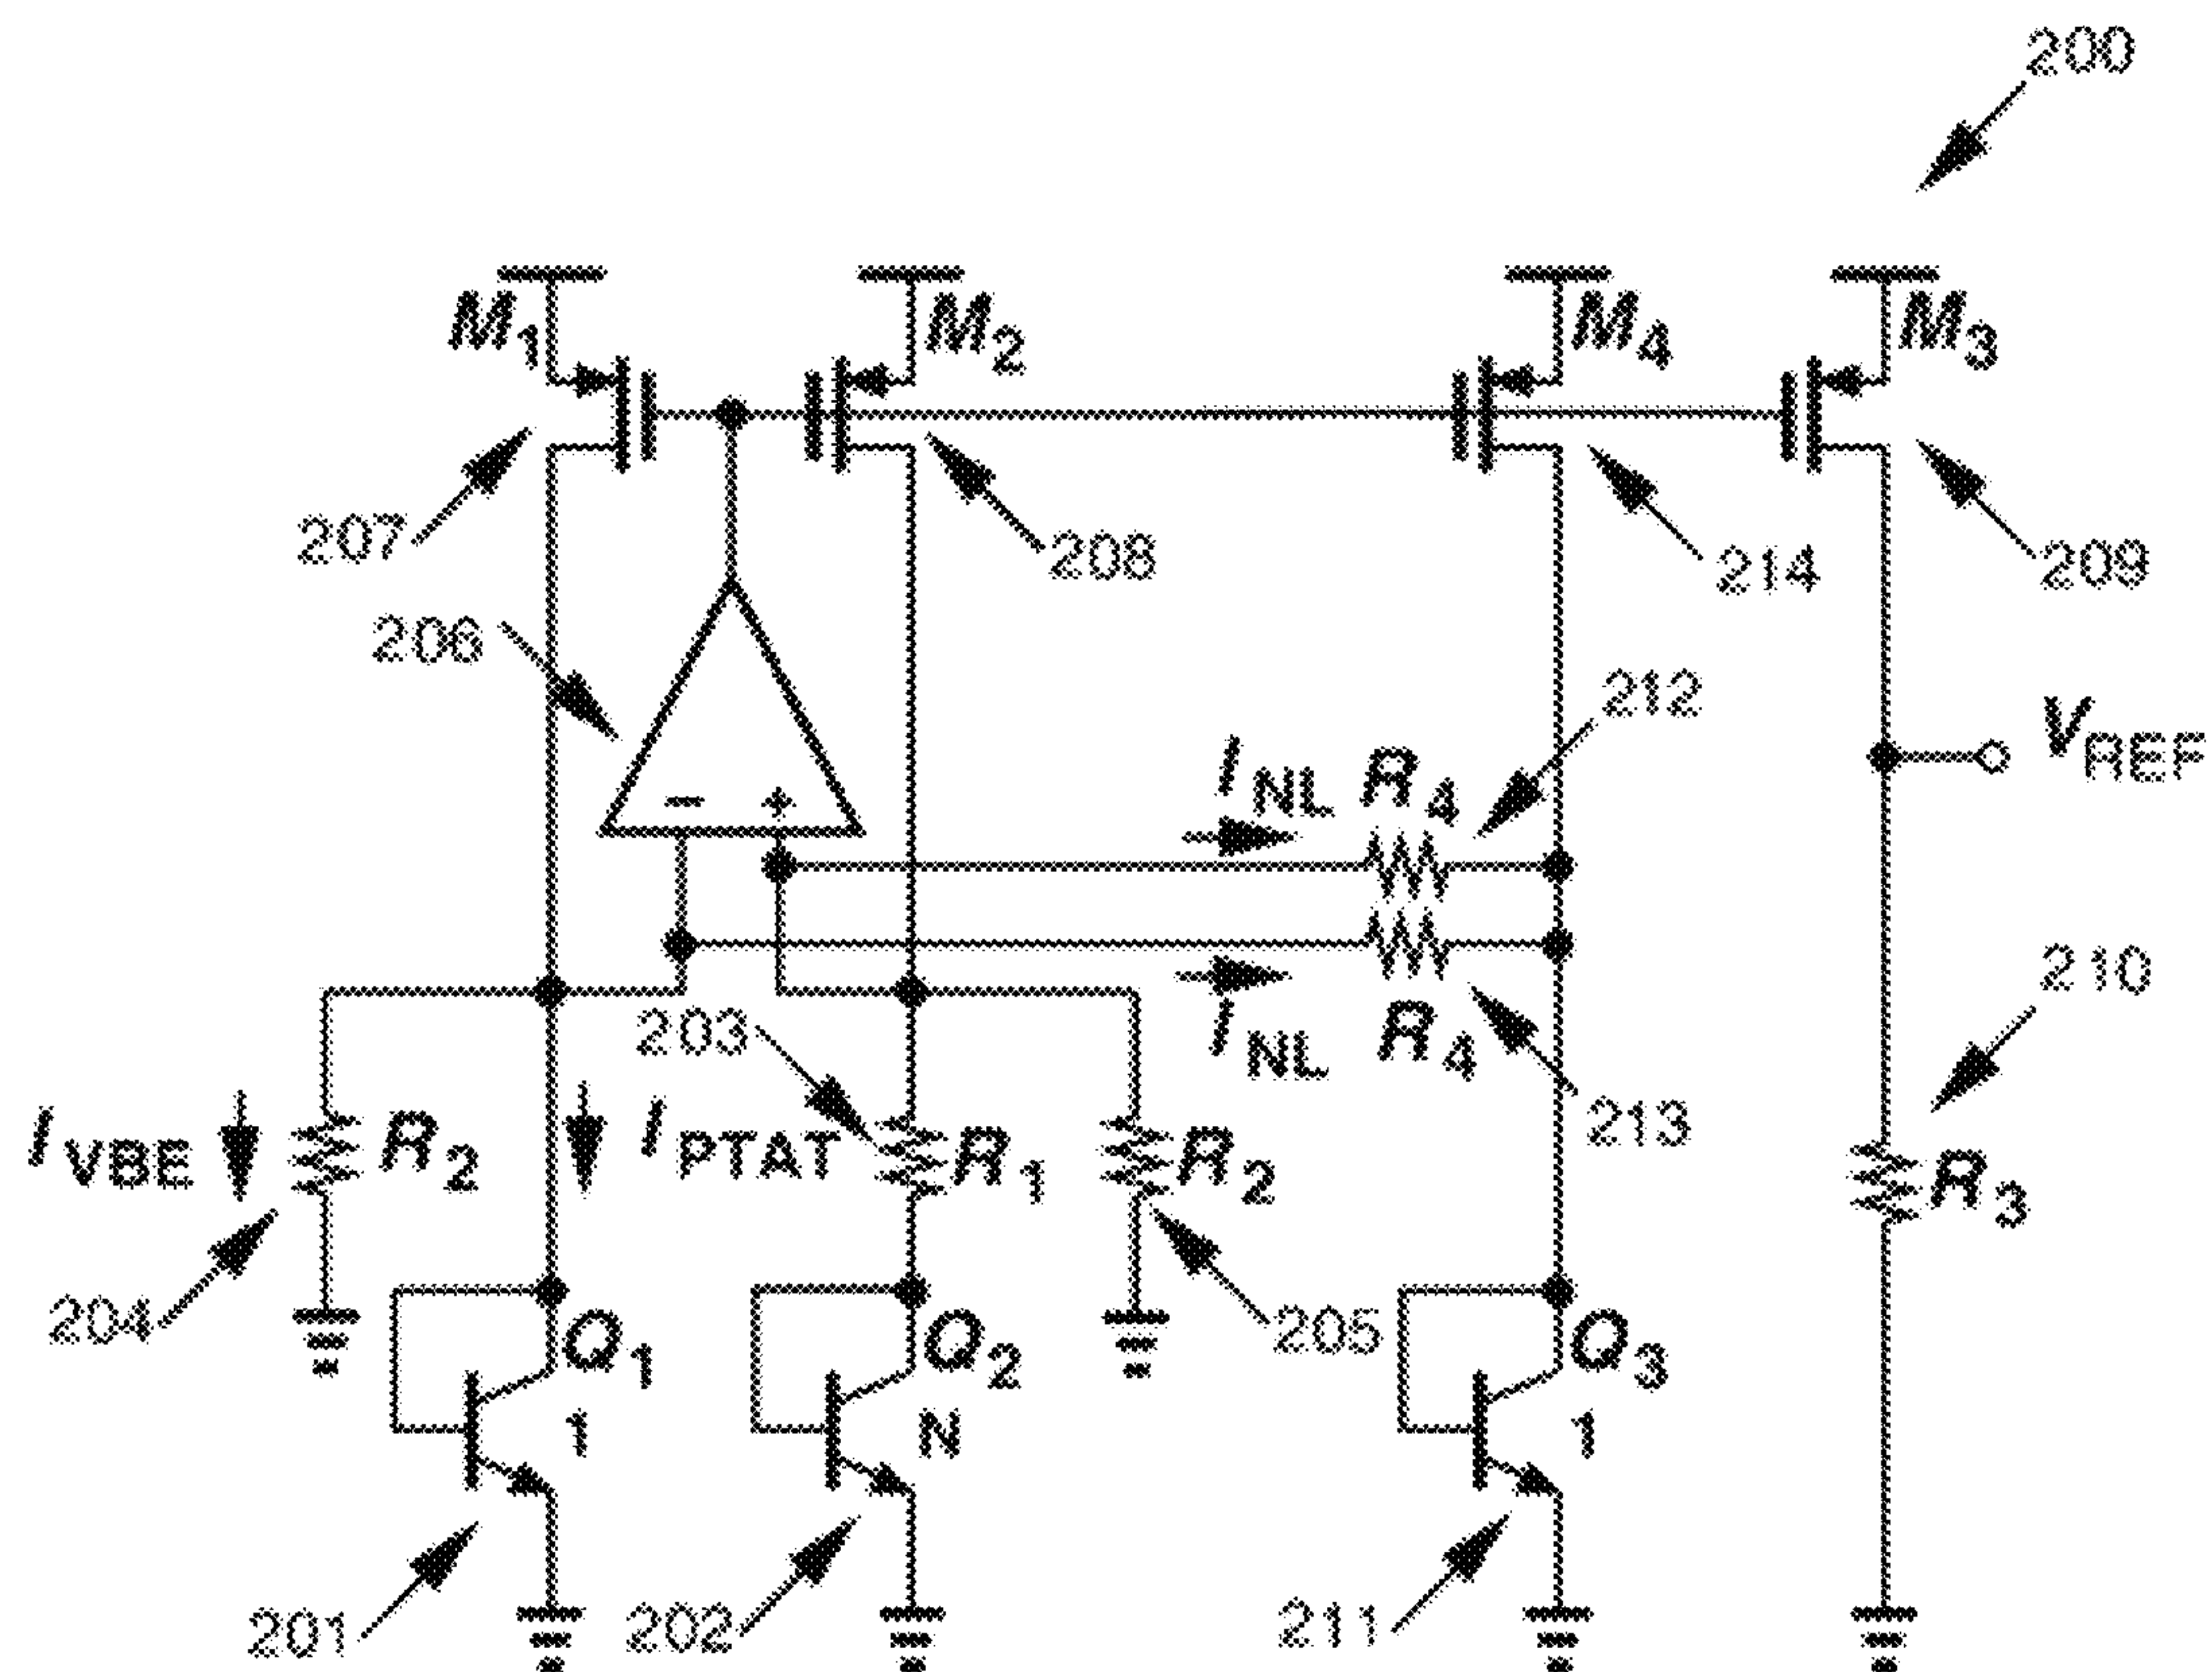 200
M1
M2
M4
M3
207
208
214
209
206
212
INL R4
VREF
−
+
203
210
INL R4
213
IVBE
R2
IPTAT
R1
R2
R3
204
205
Q1
1
Q2
N
Q3
1
201
202
211